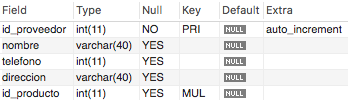 Field Type Null Key Default Extra
id_proveedor int(11) NO PRI NULL auto_increment
nombre varchar(40) YES NULL
telefono int(11) YES NULL
direccion varchar(40) YES NULL
id_producto int(11) YES MUL NULL